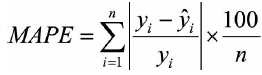 MAPE = \sum_{i=1}^{n} \left| \frac{y_i - \hat{y}_i}{y_i} \right| \times \frac{100}{n}